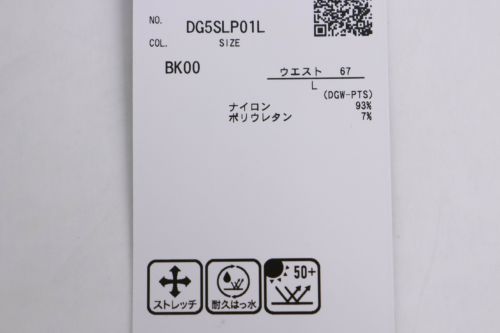 NO. DG5SLP01L
COL. SIZE
BK00
ウエスト 67
L
(DGW-PTS)
ナイロン 93%
ポリウレタン 7%
50+
ストレッチ 耐久はっ水